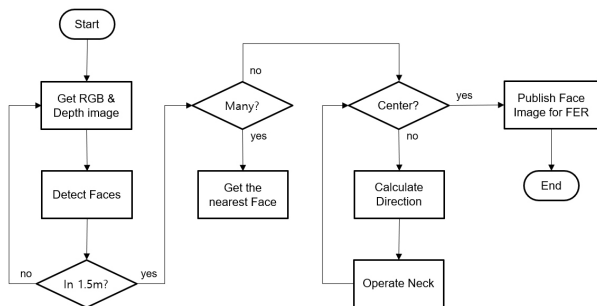 Start
Get RGB &
Depth image
Detect Faces
In 1.5m?
no
yes
Many?
no
yes
Get the
nearest Face
Center?
yes
no
Calculate
Direction
Operate Neck
Publish Face
Image for FER
End